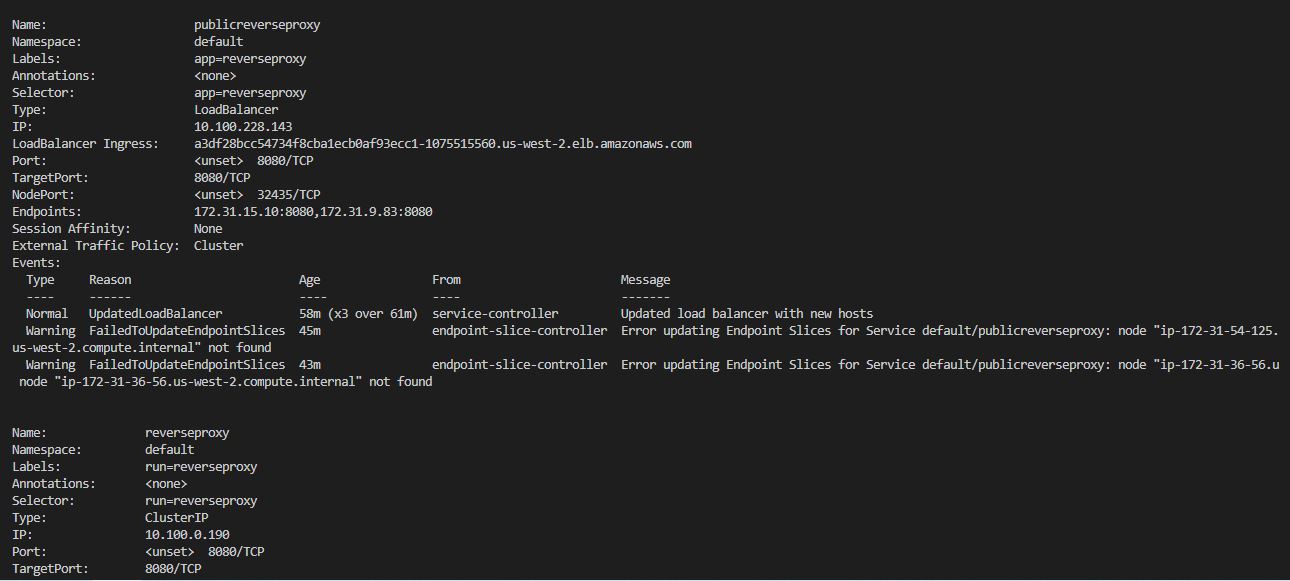 Name:                     publicreverseproxy
Namespace:                default
Labels:                   app=reverseproxy
Annotations:              <none>
Selector:                 app=reverseproxy
Type:                     LoadBalancer
IP:                       10.100.228.143
LoadBalancer Ingress:     a3df28bcc54734f8cba1ecb0af93ecc1-1075515560.us-west-2.elb.amazonaws.com
Port:                     <unset>  8080/TCP
TargetPort:               8080/TCP
NodePort:                 <unset>  32435/TCP
Endpoints:                172.31.15.10:8080,172.31.9.83:8080
Session Affinity:         None
External Traffic Policy:  Cluster
Events:
  Type     Reason                        Age                From                       Message
  ----     ------                        ----               ----                       -------
  Normal   UpdatedLoadBalancer           58m (x3 over 61m)  service-controller         Updated load balancer with new hosts
  Warning  FailedToUpdateEndpointSlices  45m                endpoint-slice-controller  Error updating Endpoint Slices for Service default/publicreverseproxy: node "ip-172-31-54-125.
us-west-2.compute.internal" not found
  Warning  FailedToUpdateEndpointSlices  43m                endpoint-slice-controller  Error updating Endpoint Slices for Service default/publicreverseproxy: node "ip-172-31-36-56.u
 node "ip-172-31-36-56.us-west-2.compute.internal" not found
Name:              reverseproxy
Namespace:         default
Labels:            run=reverseproxy
Annotations:       <none>
Selector:          run=reverseproxy
Type:              ClusterIP
IP:                10.100.0.190
Port:              <unset>  8080/TCP
TargetPort:        8080/TCP